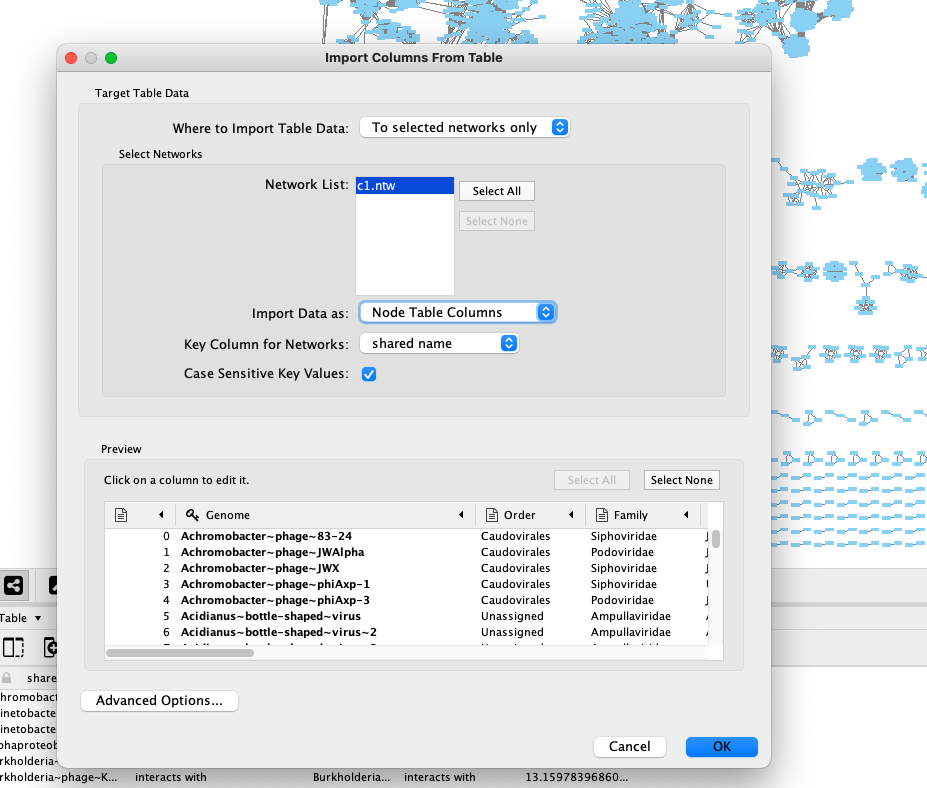 Import Columns From Table
Target Table Data
Where to Import Table Data: To selected networks only
Select Networks
Network List: c1.ntw Select All
Select None
Import Data as: Node Table Columns
Key Column for Networks: shared name
Case Sensitive Key Values:
Preview
Click on a column to edit it. Select All Select None
Genome Order Family
0 Achromobacter~phage~83-24 Caudovirales Siphoviridae
1 Achromobacter~phage~JWAlpha Caudovirales Podoviridae
2 Achromobacter~phage~JWX Caudovirales Siphoviridae
3 Achromobacter~phage~phiAxp-1 Caudovirales Siphoviridae
4 Achromobacter~phage~phiAxp-3 Caudovirales Podoviridae
5 Acidianus~bottle-shaped~virus Unassigned Ampullaviridae
6 Acidianus~bottle-shaped~virus~2 Unassigned Ampullaviridae
Table
share
hromobact
inetobacte
inetobacte
phaproteob
rkholderia~
Advanced Options...
Cancel OK
rkholderia~phage~K... interacts with Burkholderia... interacts with 13.15978396860...